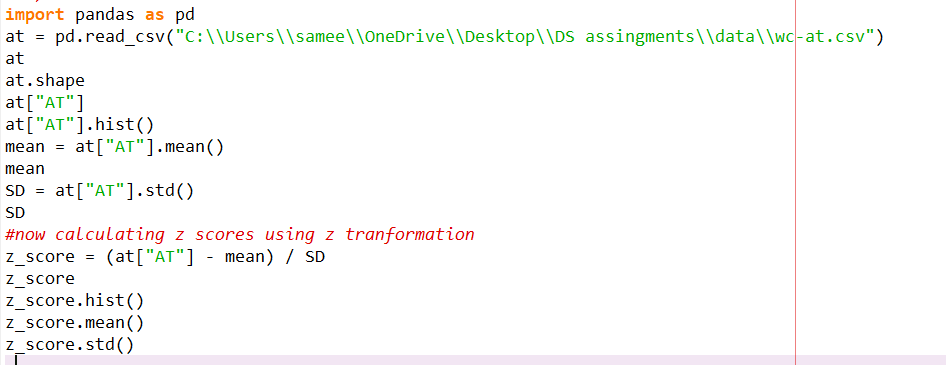 import pandas as pd
at = pd.read_csv("C:\\Users\\samee\\OneDrive\\Desktop\\DS assingments\\data\\wc-at.csv")
at
at.shape
at["AT"]
at["AT"].hist()
mean = at["AT"].mean()
mean
SD = at["AT"].std()
SD
#now calculating z scores using z tranformation
z_score = (at["AT"] - mean) / SD
z_score
z_score.hist()
z_score.mean()
z_score.std()